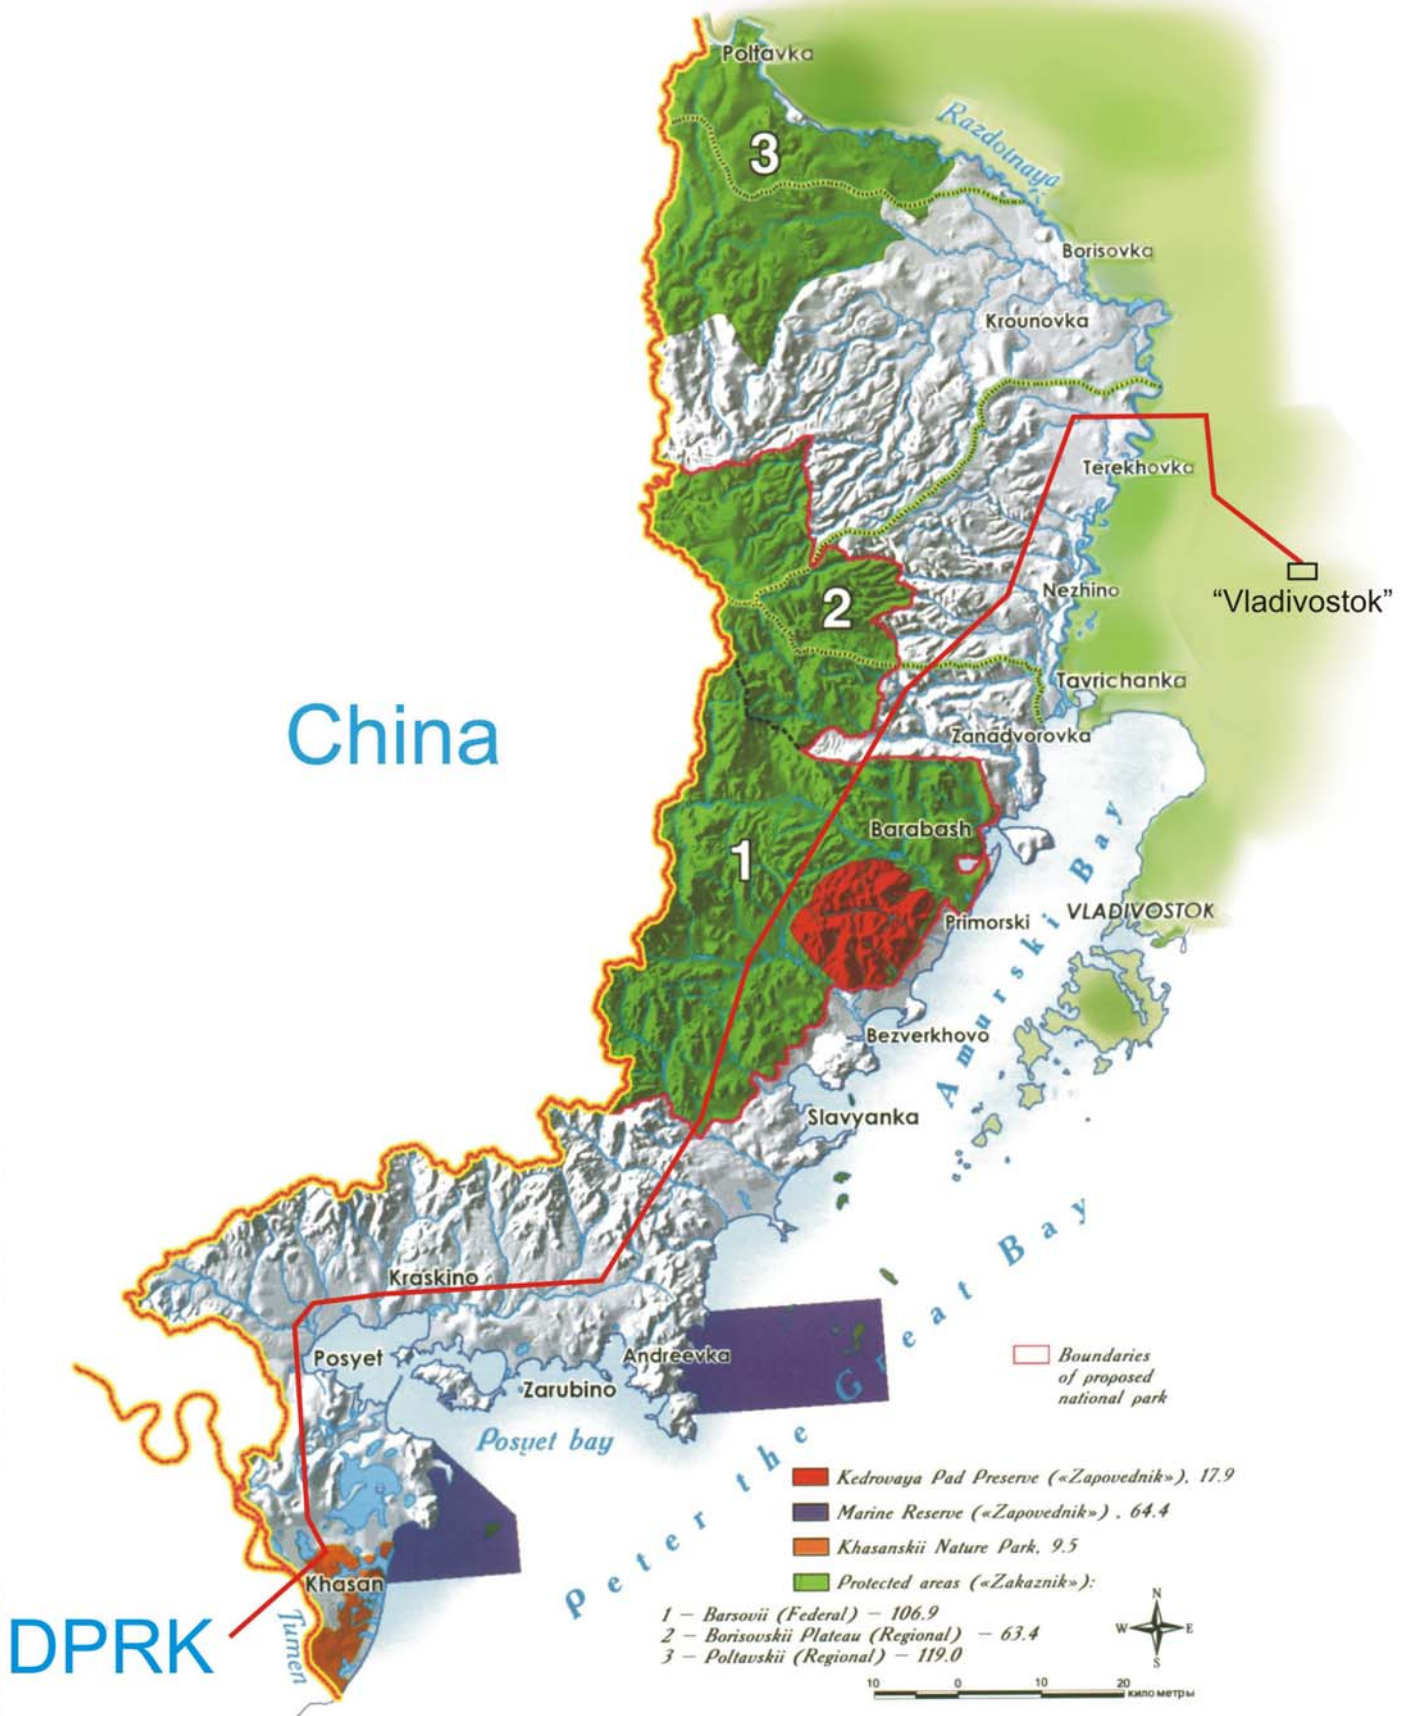 Poltavka
3
Razdolnaya
Borisovka
Krounovka
Terekhovka
Nezhino
"Vladivostok"
2
Tavrichanka
China
Zanadvorovka
Barabash
1
Primorski
VLADIVOSTOK
Amurski Bay
Bezverkhovo
Slavyanka
Kraskino
Posyet
Andreevka
Zarubino
Posyet bay
Peter the Great Bay
Boundaries
of proposed
national park
Kedrovaya Pad Preserve («Zapovednik»), 17.9
Marine Reserve («Zapovednik») , 64.4
Khasanskii Nature Park, 9.5
Protected areas («Zakaznik»):
1 – Barsovii (Federal) – 106.9
2 – Borisovskii Plateau (Regional) – 63.4
3 – Poltavskii (Regional) – 119.0
Khasan
DPRK
Tumen
N
W E
S
10 0 10 20 километры